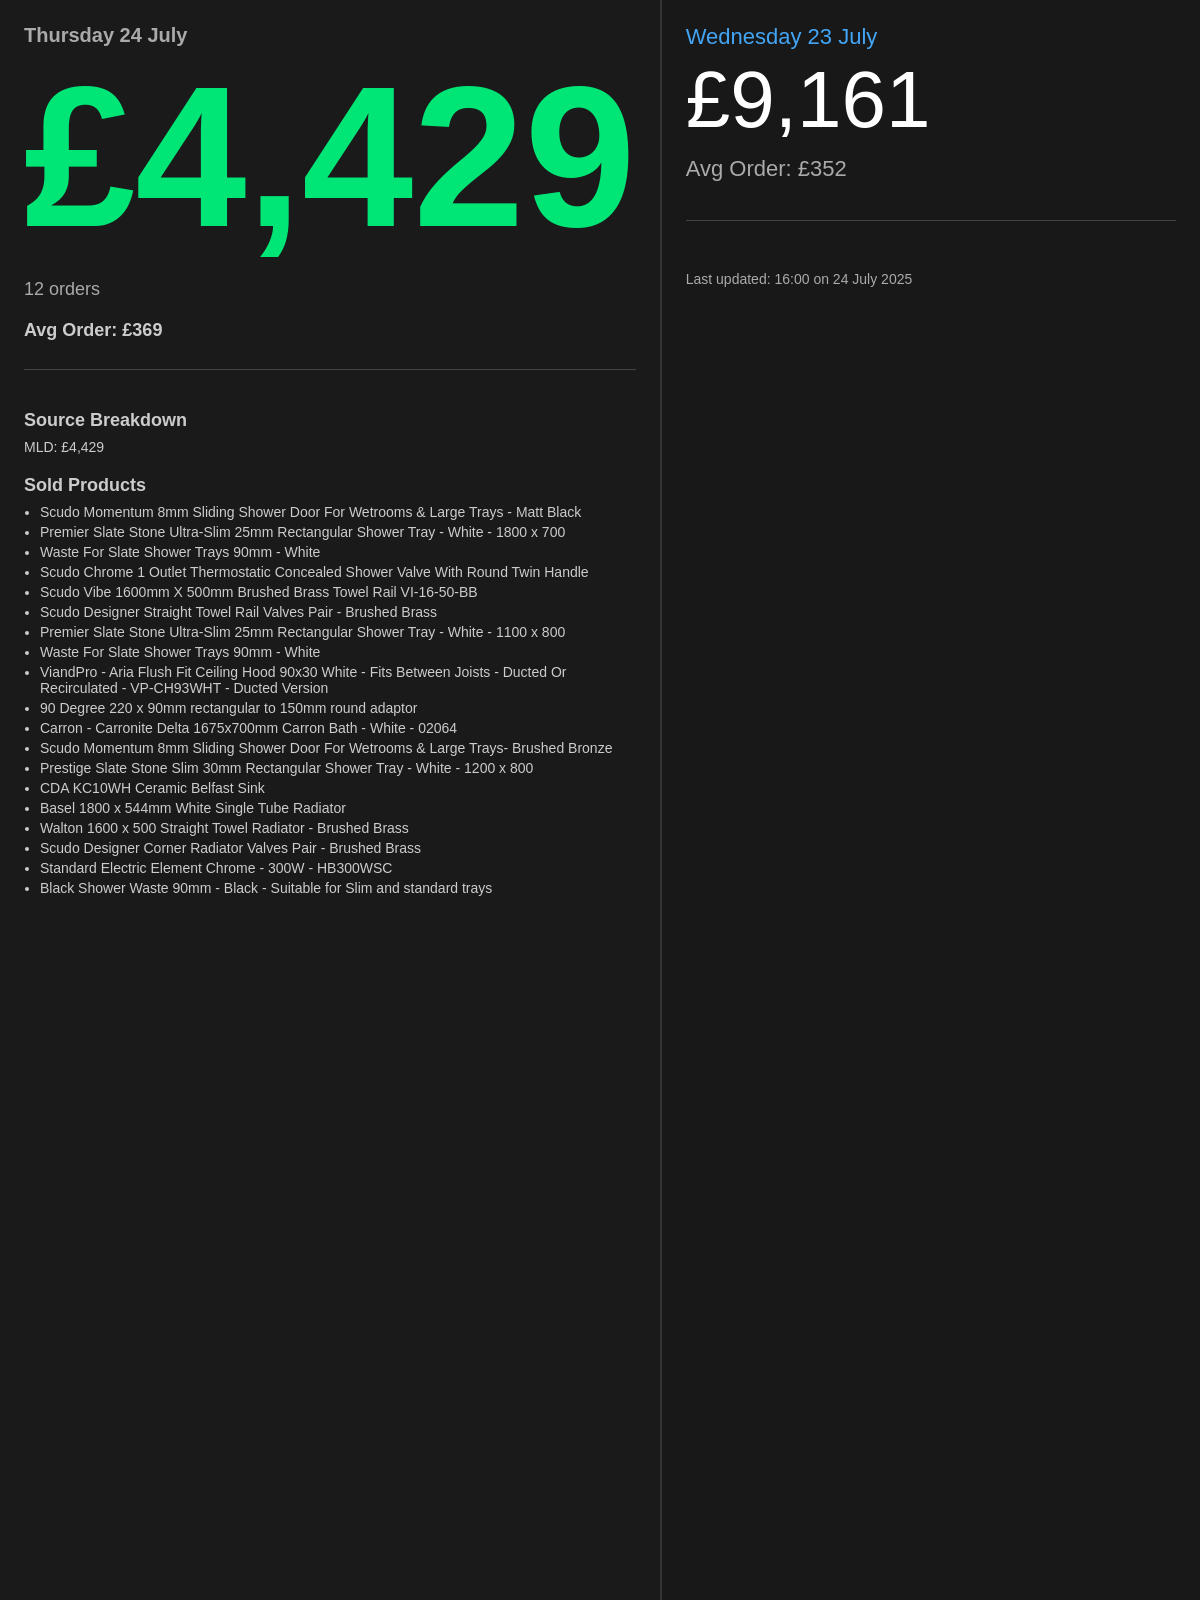 Thursday 24 July
£4,429
12 orders
Avg Order: £369
Source Breakdown
MLD: £4,429
Sold Products
• Scudo Momentum 8mm Sliding Shower Door For Wetrooms & Large Trays - Matt Black
• Premier Slate Stone Ultra-Slim 25mm Rectangular Shower Tray - White - 1800 x 700
• Waste For Slate Shower Trays 90mm - White
• Scudo Chrome 1 Outlet Thermostatic Concealed Shower Valve With Round Twin Handle
• Scudo Vibe 1600mm X 500mm Brushed Brass Towel Rail VI-16-50-BB
• Scudo Designer Straight Towel Rail Valves Pair - Brushed Brass
• Premier Slate Stone Ultra-Slim 25mm Rectangular Shower Tray - White - 1100 x 800
• Waste For Slate Shower Trays 90mm - White
• ViandPro - Aria Flush Fit Ceiling Hood 90x30 White - Fits Between Joists - Ducted Or
Recirculated - VP-CH93WHT - Ducted Version
• 90 Degree 220 x 90mm rectangular to 150mm round adaptor
• Carron - Carronite Delta 1675x700mm Carron Bath - White - 02064
• Scudo Momentum 8mm Sliding Shower Door For Wetrooms & Large Trays- Brushed Bronze
• Prestige Slate Stone Slim 30mm Rectangular Shower Tray - White - 1200 x 800
• CDA KC10WH Ceramic Belfast Sink
• Basel 1800 x 544mm White Single Tube Radiator
• Walton 1600 x 500 Straight Towel Radiator - Brushed Brass
• Scudo Designer Corner Radiator Valves Pair - Brushed Brass
• Standard Electric Element Chrome - 300W - HB300WSC
• Black Shower Waste 90mm - Black - Suitable for Slim and standard trays
Wednesday 23 July
£9,161
Avg Order: £352
Last updated: 16:00 on 24 July 2025